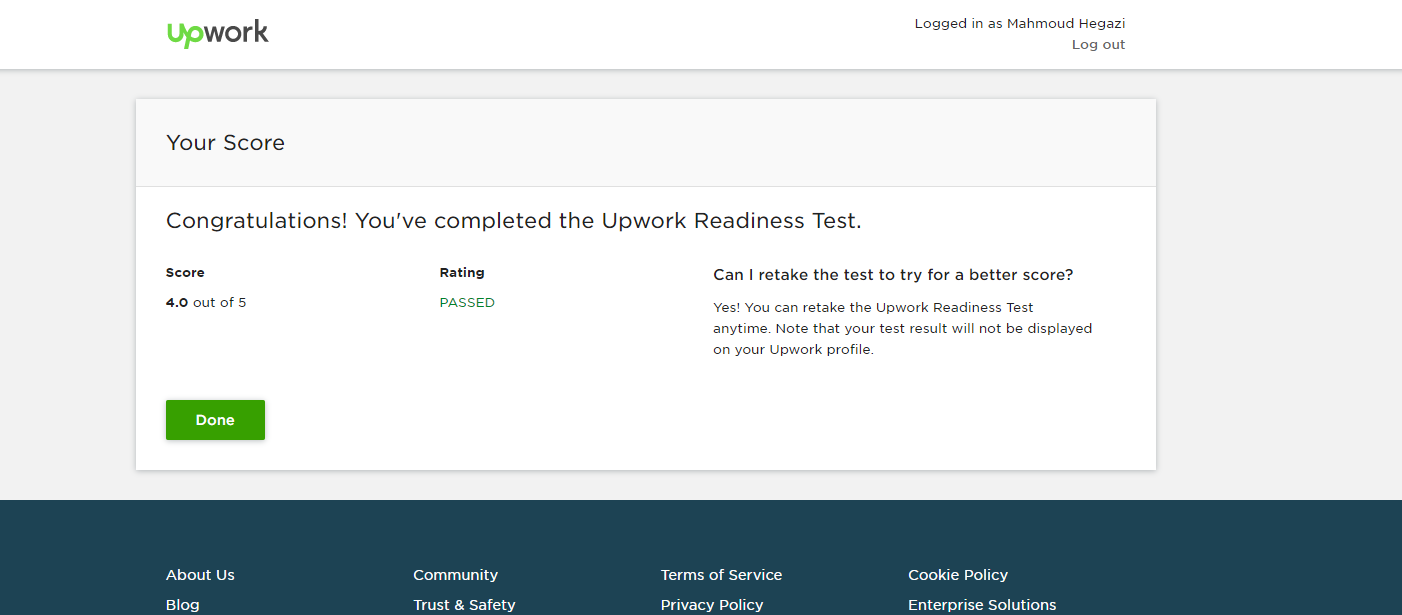 upwork
Logged in as Mahmoud Hegazi
Log out
Your Score
Congratulations! You've completed the Upwork Readiness Test.
Score
4.0 out of 5
Rating
PASSED
Can I retake the test to try for a better score?
Yes! You can retake the Upwork Readiness Test
anytime. Note that your test result will not be displayed
on your Upwork profile.
Done
About Us
Community
Terms of Service
Cookie Policy
Blog
Trust & Safety
Privacy Policy
Enterprise Solutions